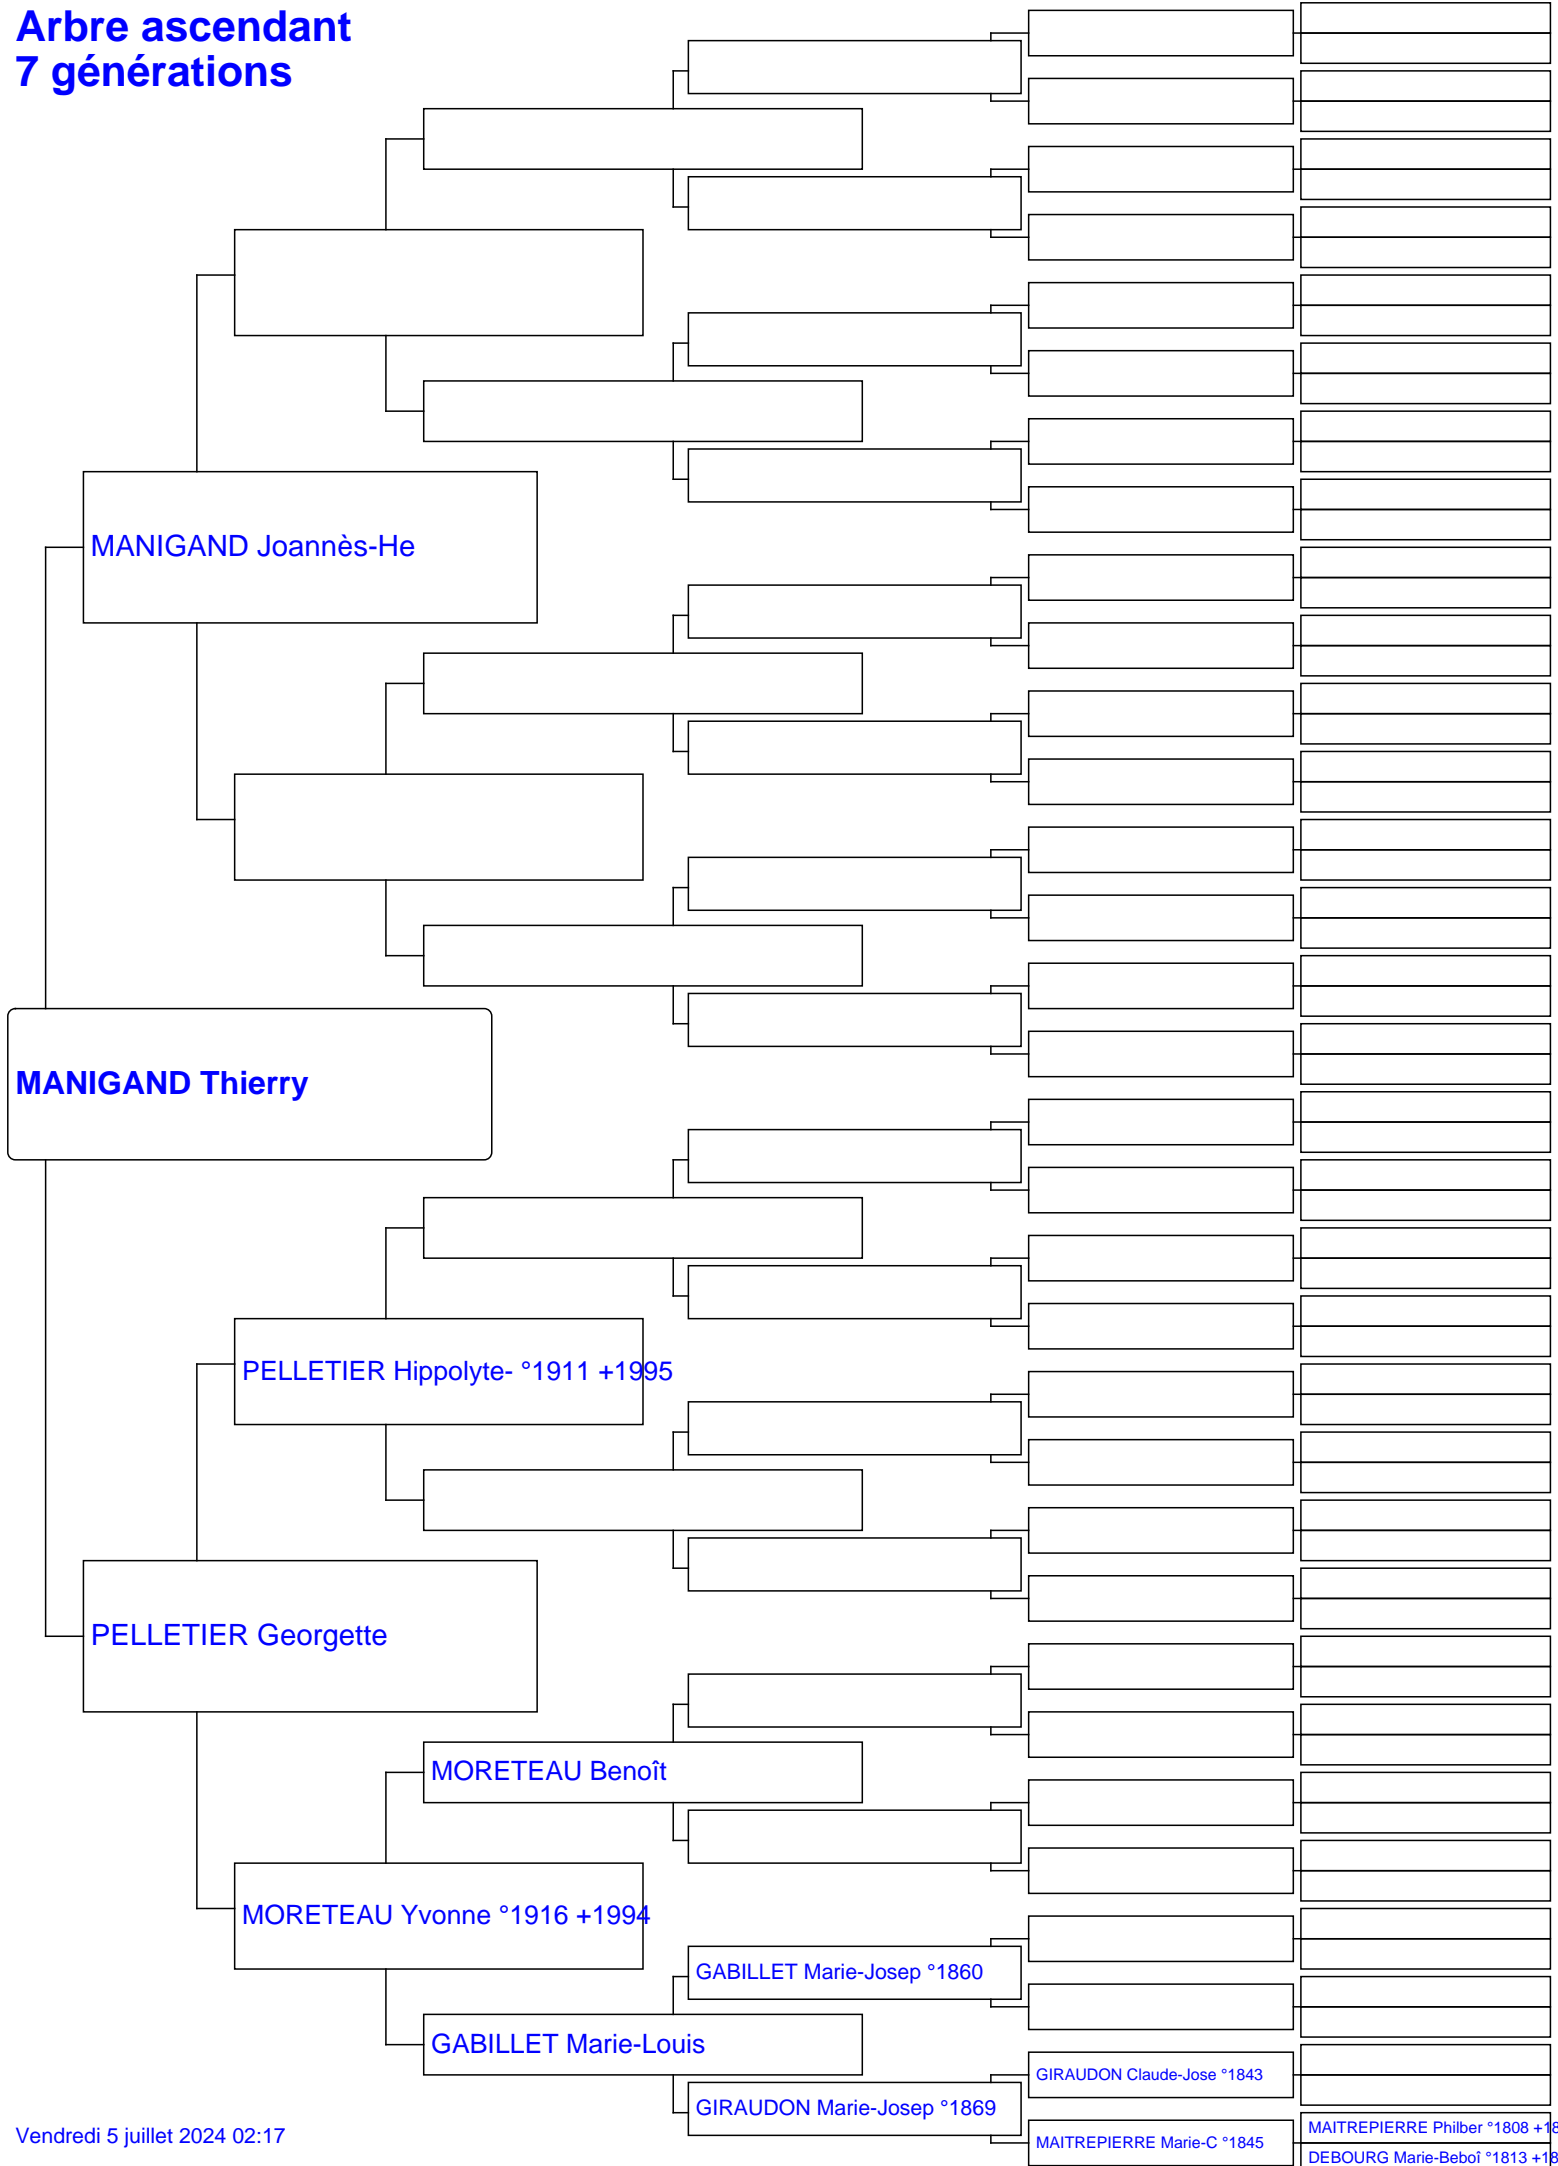 Arbre ascendant
7 générations
MANIGAND Joannès-He
MANIGAND Thierry
PELLETIER Hippolyte- °1911 +1995
PELLETIER Georgette
MORETEAU Benoît
MORETEAU Yvonne °1916 +1994
GABILLET Marie-Josep °1860
GABILLET Marie-Louis
GIRAUDON Claude-Jose °1843
GIRAUDON Marie-Josep °1869
MAITREPIERRE Philber °1808 +18
MAITREPIERRE Marie-C °1845
DEBOURG Marie-Beboî °1813 +18
Vendredi 5 juillet 2024 02:17